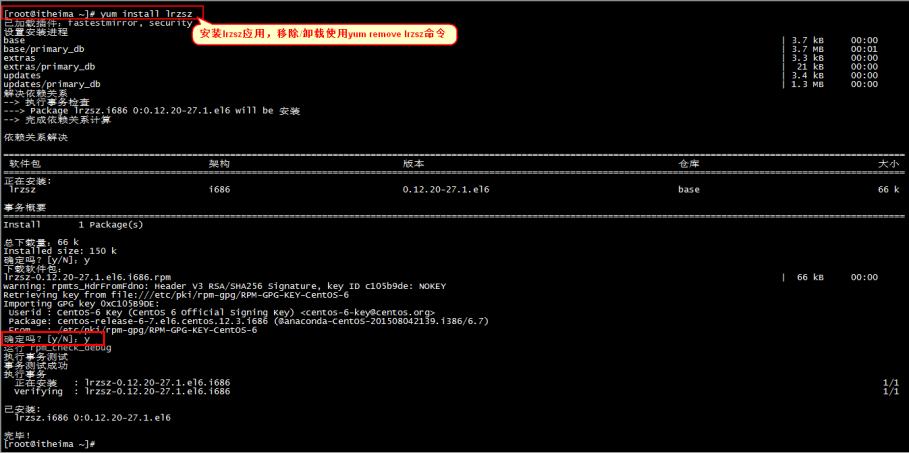 [root@itheima ~]# yum install lrzsz
已加载插件：fastestmirror, security
安装lrzsz应用，移除/卸载使用yum remove lrzsz命令
设置安装进程
base | 3.7 kB 00:00
base/primary_db | 3.7 MB 00:01
extras | 3.3 kB 00:00
extras/primary_db | 21 kB 00:00
updates | 3.4 kB 00:00
updates/primary_db | 1.3 MB 00:00
解决依赖关系
--> 执行事务检查
---> Package lrzsz.i686 0:0.12.20-27.1.el6 will be 安装
--> 完成依赖关系计算
依赖关系解决
软件包 架构 版本 仓库 大小
正在安装:
lrzsz i686 0.12.20-27.1.el6 base 66 k
事务概要
Install 1 Package(s)
总下载量：66 k
Installed size: 150 k
确定吗？[y/N]：y
下载软件包：
lrzsz-0.12.20-27.1.el6.i686.rpm | 66 kB 00:00
warning: rpmts_HdrFromFdno: Header V3 RSA/SHA256 Signature, key ID c105b9de: NOKEY
Retrieving key from file:///etc/pki/rpm-gpg/RPM-GPG-KEY-CentOS-6
Importing GPG key 0xC105B9DE:
Userid : CentOS-6 Key (CentOS 6 Official Signing Key) <centos-6-key@centos.org>
Package: centos-release-6-7.el6.centos.12.3.i686 (@anaconda-CentOS-201508042139.i386/6.7)
From : /etc/pki/rpm-gpg/RPM-GPG-KEY-CentOS-6
确定吗？[y/N]：y
运行 rpm_check_debug
执行事务测试
事务测试成功
执行事务
正在安装 : lrzsz-0.12.20-27.1.el6.i686 1/1
Verifying : lrzsz-0.12.20-27.1.el6.i686 1/1
已安装:
lrzsz.i686 0:0.12.20-27.1.el6
完毕！
[root@itheima ~]#